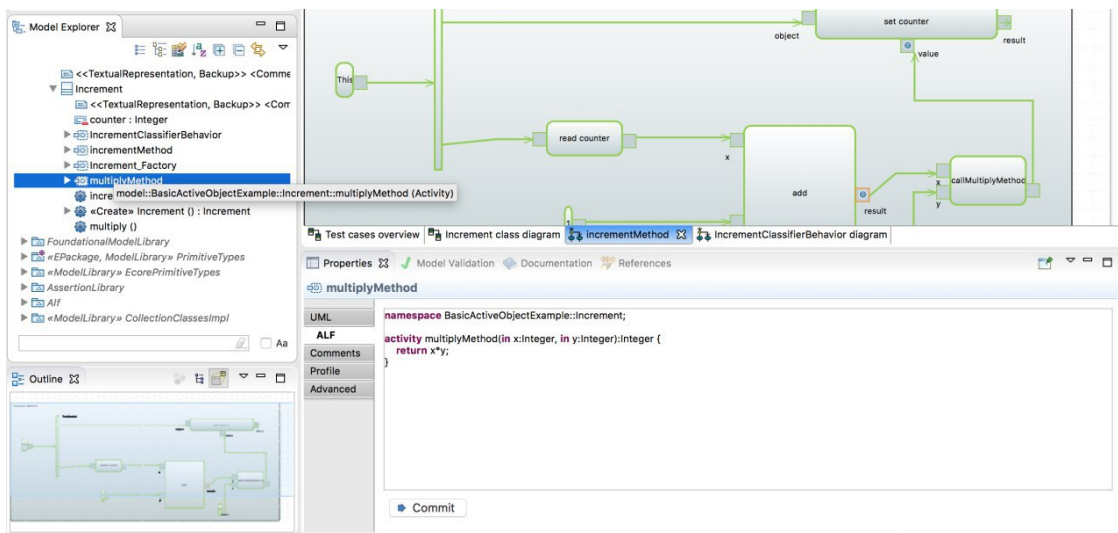 Model Explorer
<<TextualRepresentation, Backup>> <Comme
Increment
<<TextualRepresentation, Backup>> <Com
counter : Integer
IncrementClassifierBehavior
incrementMethod
Increment_Factory
multiplyMethod
incre
model::BasicActiveObjectExample::Increment::multiplyMethod (Activity)
«Create» Increment () : Increment
multiply ()
FoundationalModelLibrary
«EPackage, ModelLibrary» PrimitiveTypes
«ModelLibrary» EcorePrimitiveTypes
AssertionLibrary
Alf
«ModelLibrary» CollectionClassesImpl
Aa
Outline
set counter
object
result
value
This
read counter
x
add
result
x
callMultiplyMethod
y
1
Test cases overview Increment class diagram incrementMethod IncrementClassifierBehavior diagram
Properties Model Validation Documentation References
multiplyMethod
UML
ALF
Comments
Profile
Advanced
namespace BasicActiveObjectExample::Increment;
activity multiplyMethod(in x:Integer, in y:Integer):Integer {
return x*y;
}
Commit